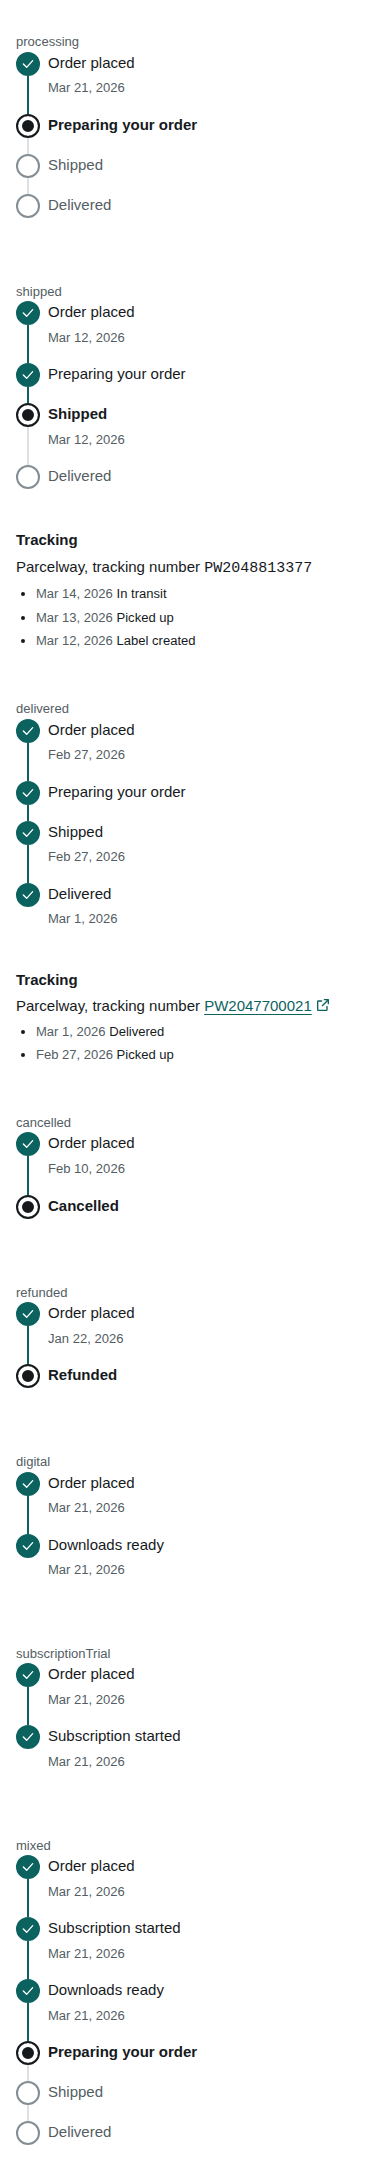 processing
Order placed
Mar 21, 2026
Preparing your order
Shipped
Delivered
shipped
Order placed
Mar 12, 2026
Preparing your order
Shipped
Mar 12, 2026
Delivered
Tracking
Parcelway, tracking number PW2048813377
Mar 14, 2026 In transit
Mar 13, 2026 Picked up
Mar 12, 2026 Label created
delivered
Order placed
Feb 27, 2026
Preparing your order
Shipped
Feb 27, 2026
Delivered
Mar 1, 2026
Tracking
Parcelway, tracking number PW2047700021
Mar 1, 2026 Delivered
Feb 27, 2026 Picked up
cancelled
Order placed
Feb 10, 2026
Cancelled
refunded
Order placed
Jan 22, 2026
Refunded
digital
Order placed
Mar 21, 2026
Downloads ready
Mar 21, 2026
subscriptionTrial
Order placed
Mar 21, 2026
Subscription started
Mar 21, 2026
mixed
Order placed
Mar 21, 2026
Subscription started
Mar 21, 2026
Downloads ready
Mar 21, 2026
Preparing your order
Shipped
Delivered